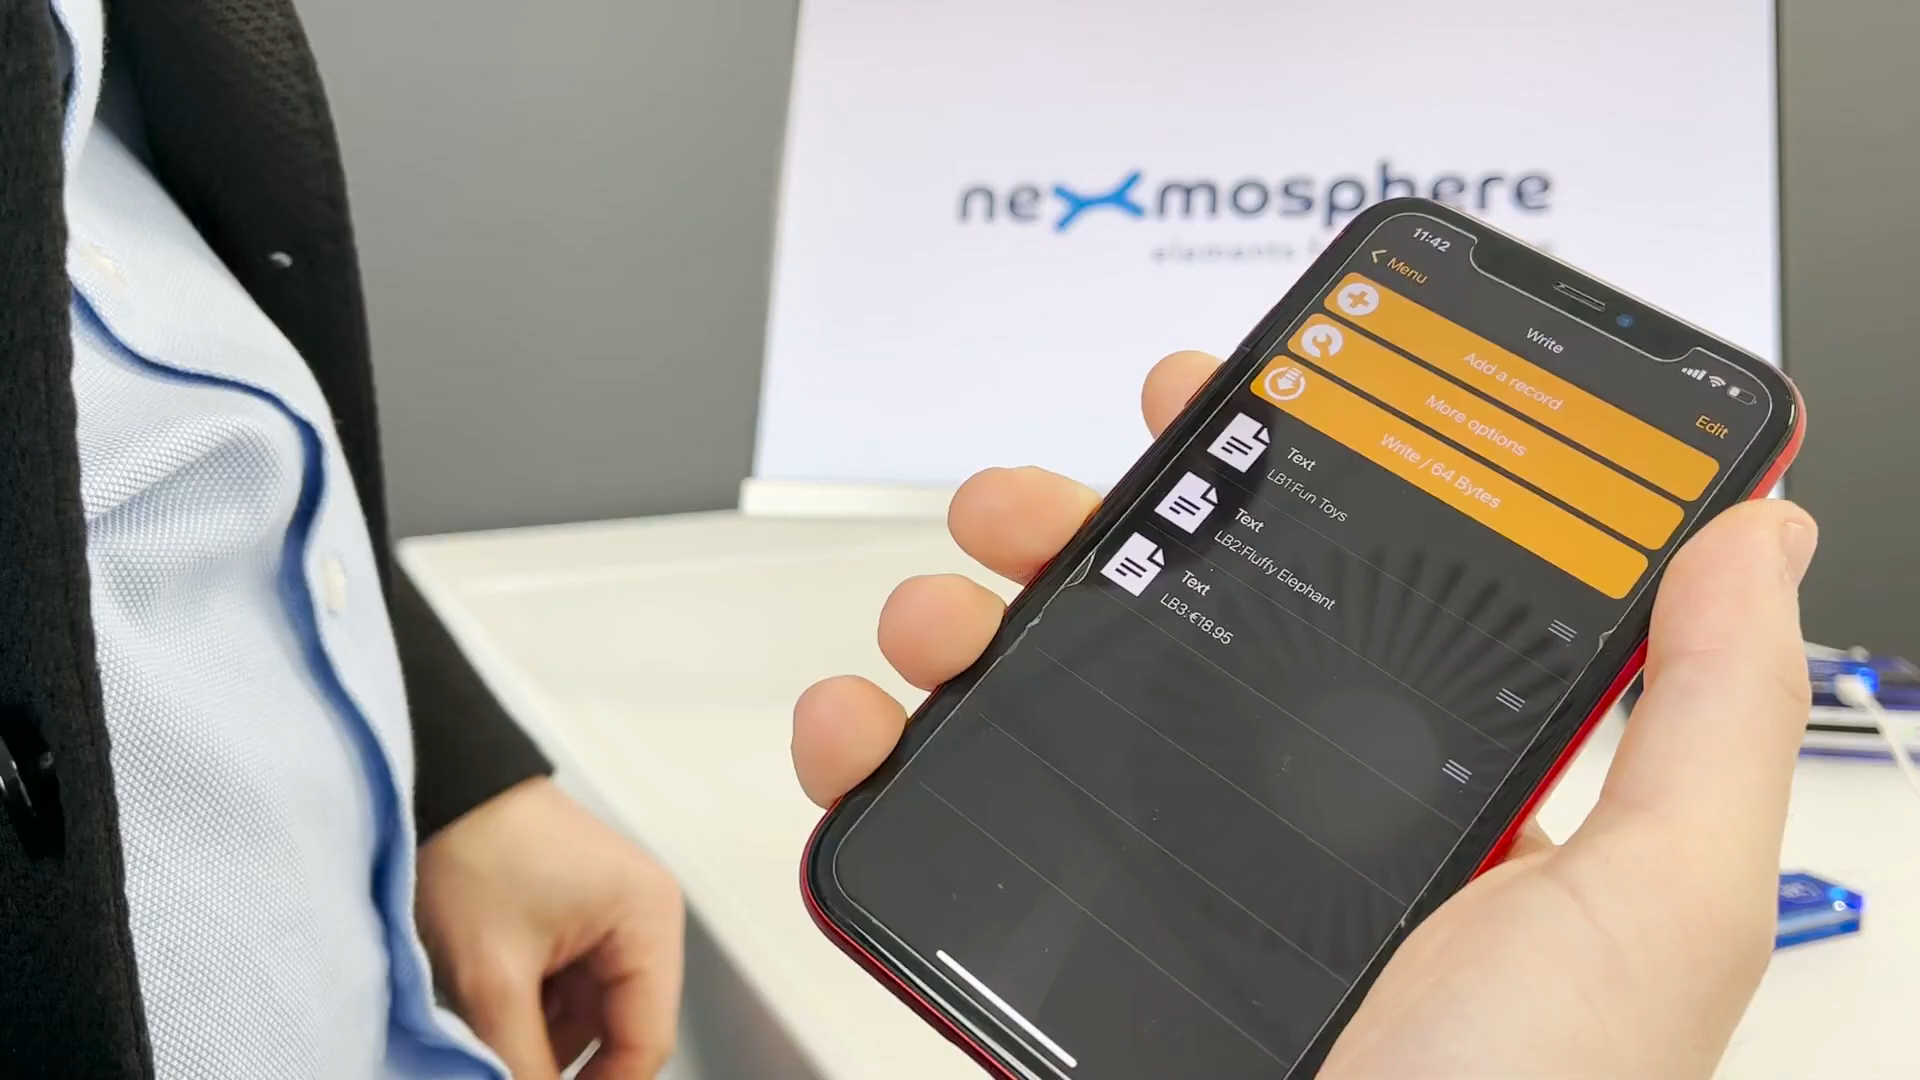 nexmosphere
elements
11:42
Menu
Write
Edit
Add a record
More options
Write / 64 Bytes
Text
LB1:Fun Toys
Text
LB2:Fluffy Elephant
Text
LB3:€18.95